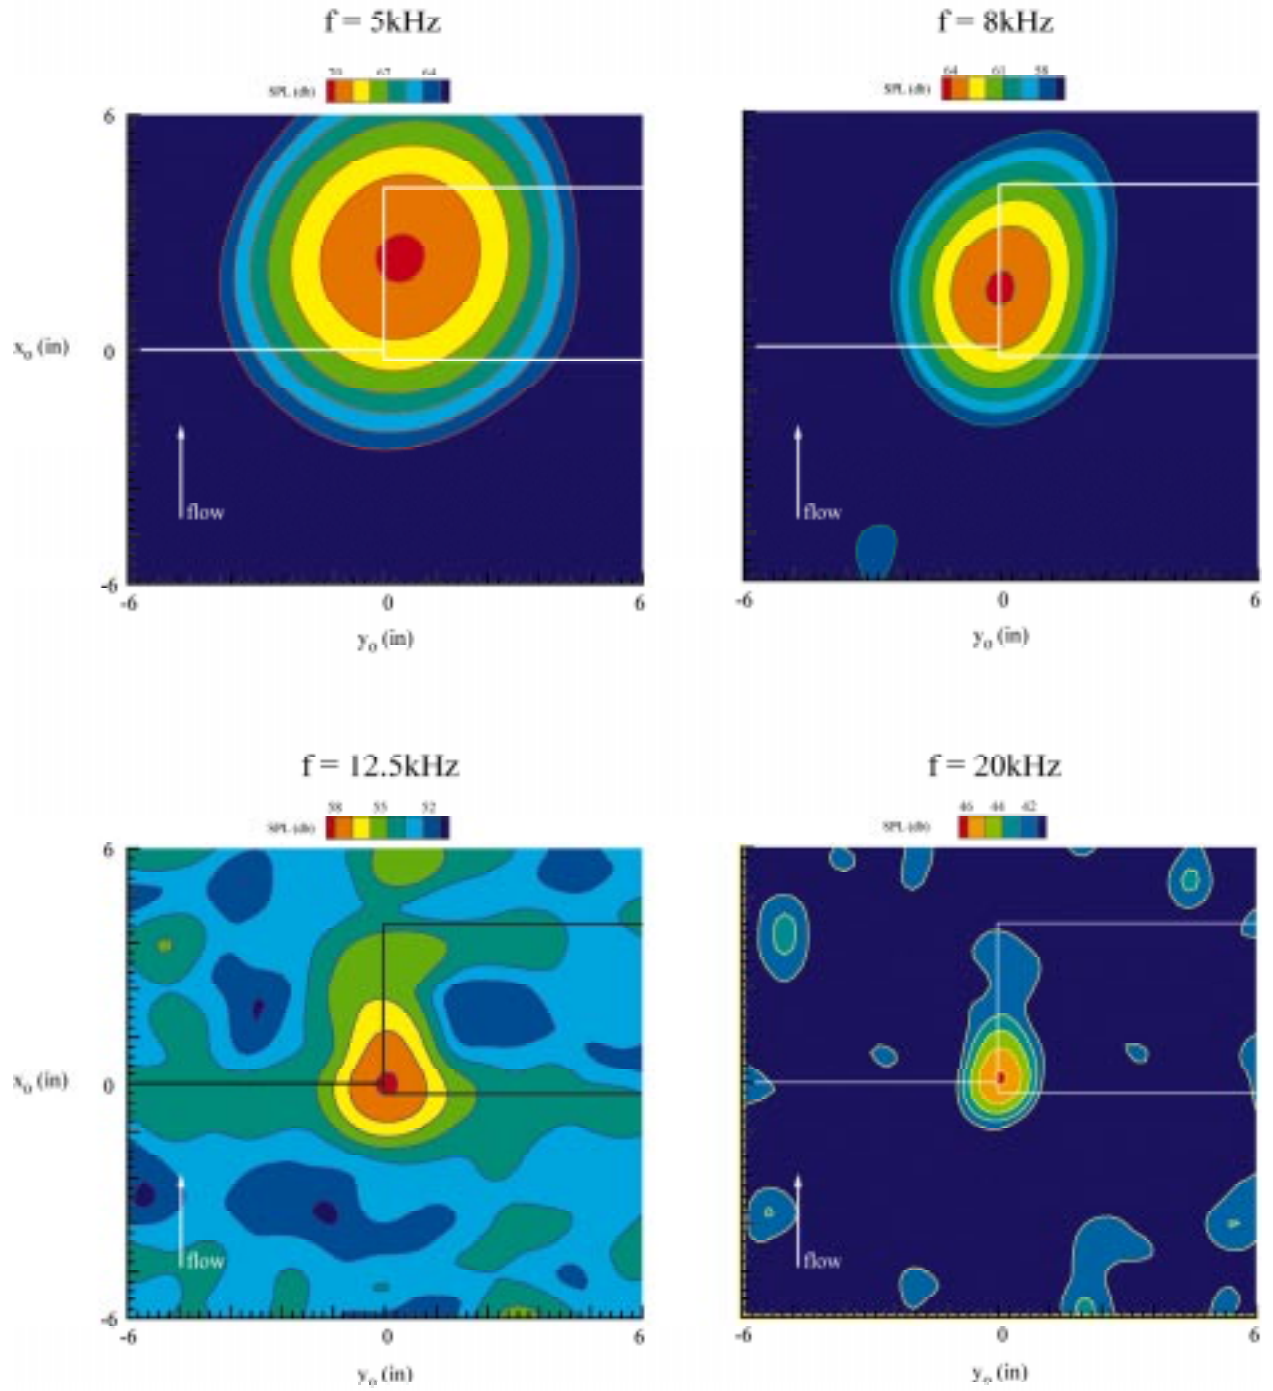 f = 5kHz
70 67 64
SPL (db)
6
x₀ (in)
0
flow
-6
-6 0 6
y₀ (in)
f = 8kHz
64 61 58
SPL (db)
flow
-6 0 6
y₀ (in)
f = 12.5kHz
58 55 52
SPL (db)
6
x₀ (in)
0
flow
-6
-6 0 6
y₀ (in)
f = 20kHz
46 44 42
SPL (db)
flow
-6 0 6
y₀ (in)